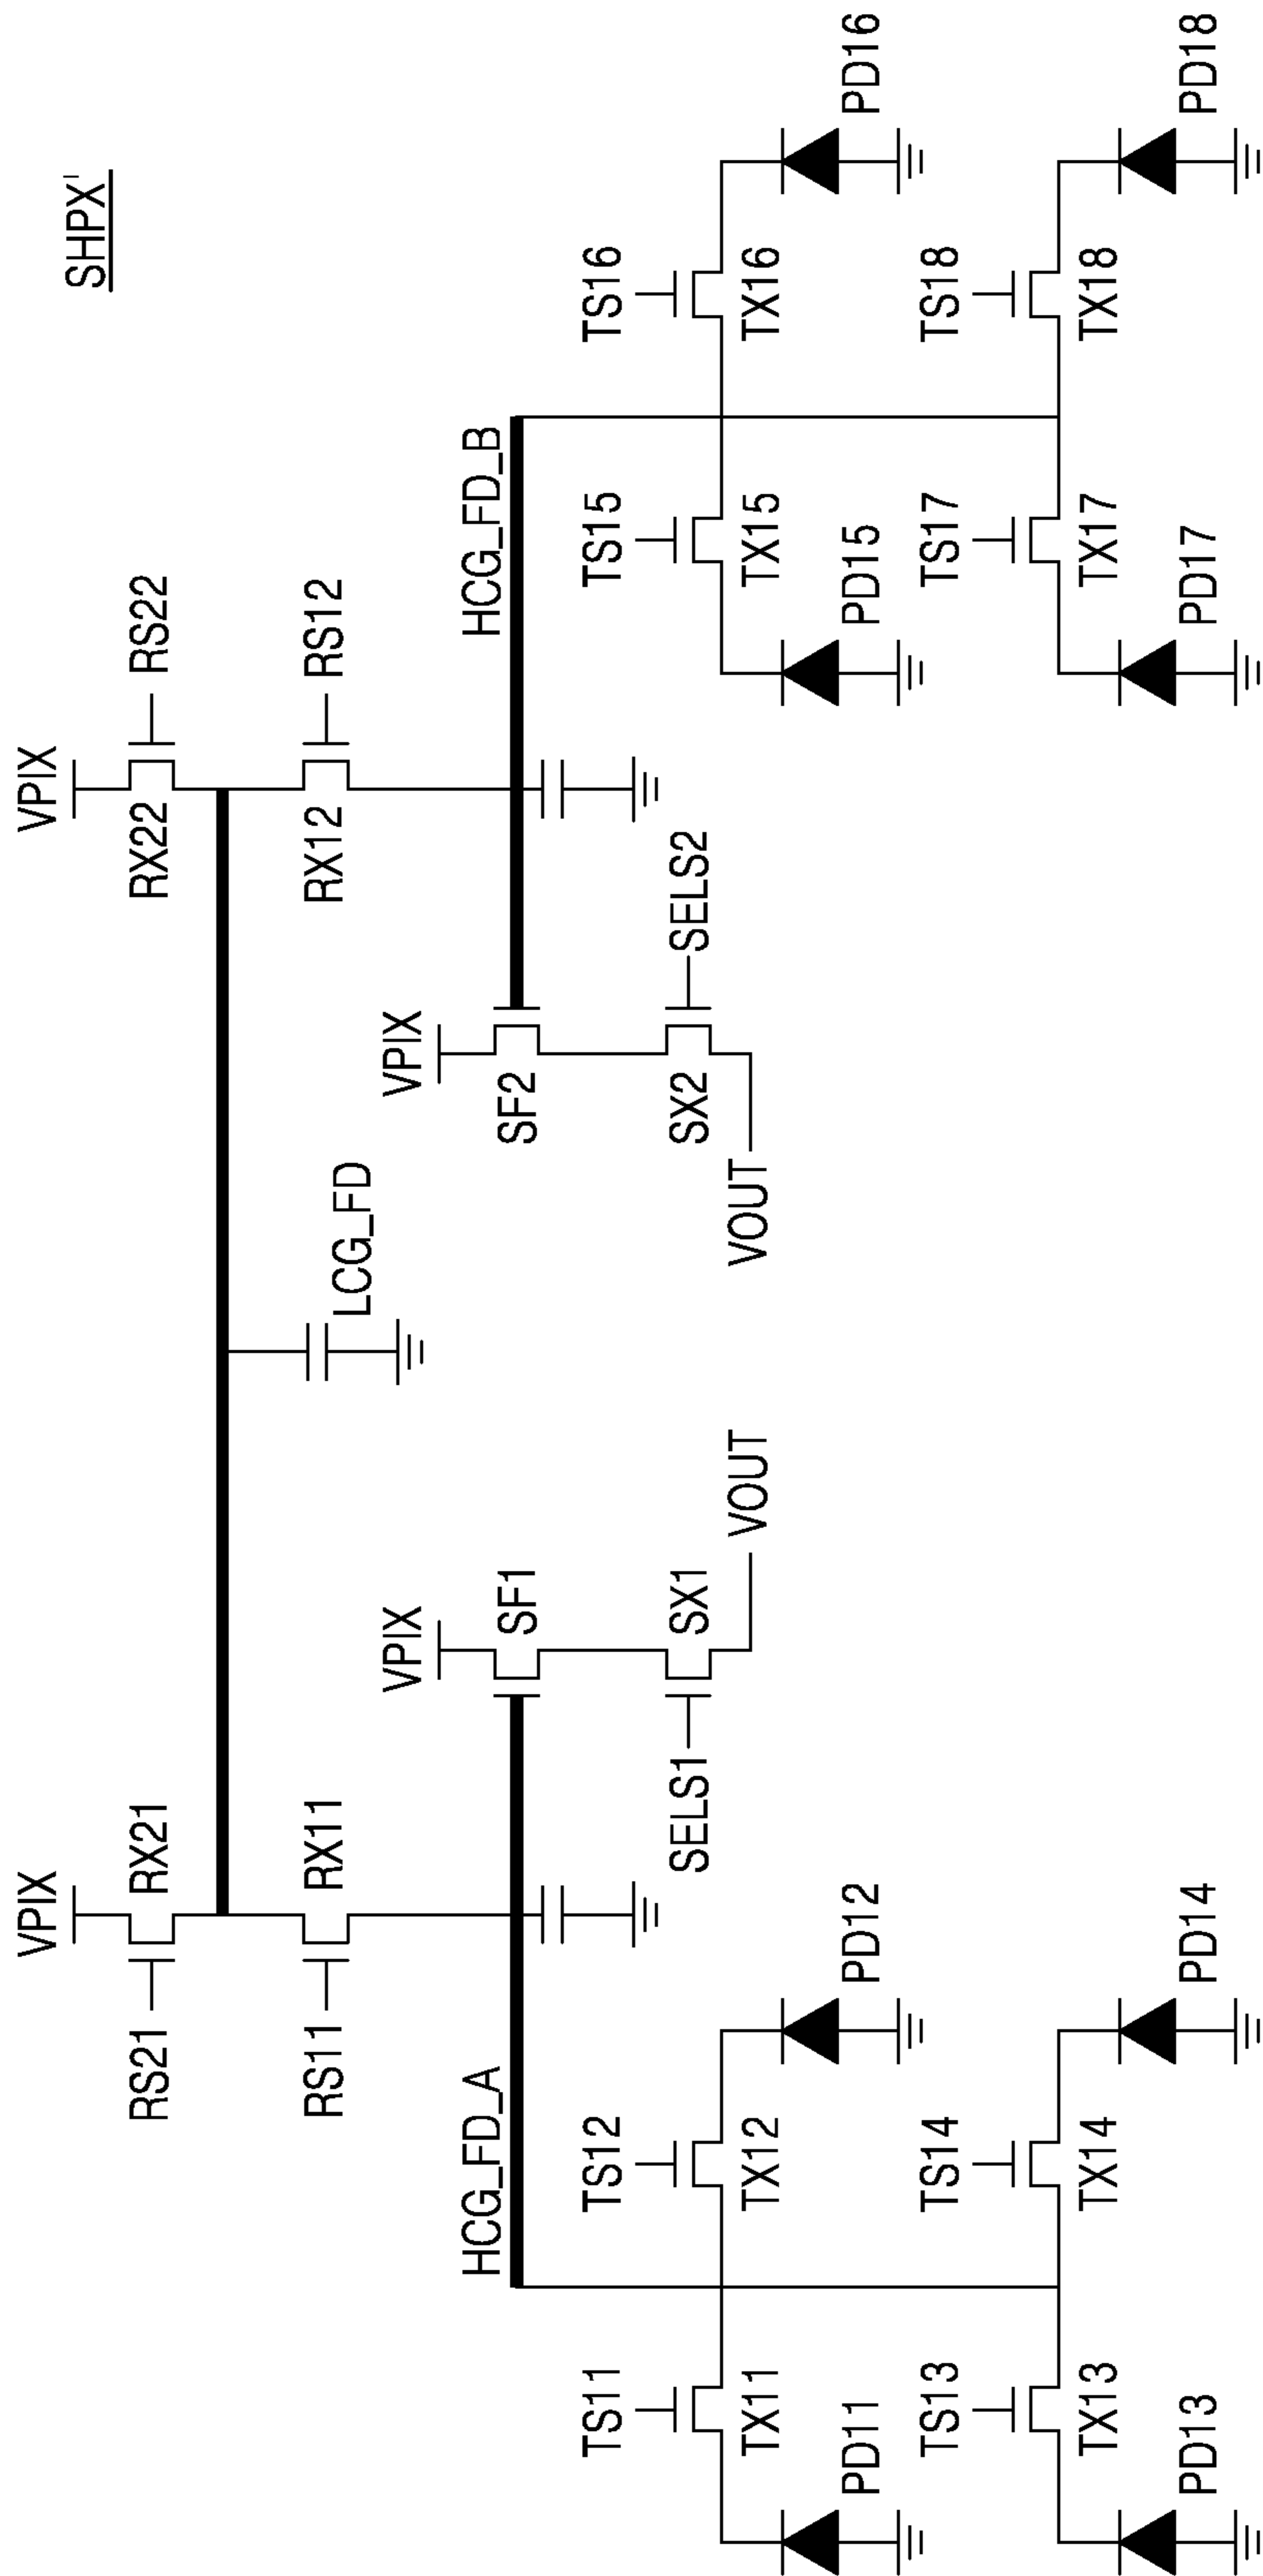 VPIX
VPIX
SHPX'
RS21
RX21
RX22
RS22
RS11
RX11
RX12
RS12
LCG_FD
VPIX
VPIX
HCG_FD_A
HCG_FD_B
SF1
SF2
TS11
TS12
TS15
TS16
SELS1
SX1
SX2
SELS2
VOUT
VOUT
TX11
TX12
TX15
TX16
PD11
PD12
PD15
PD16
TS13
TS14
TS17
TS18
TX13
TX14
TX17
TX18
PD13
PD14
PD17
PD18